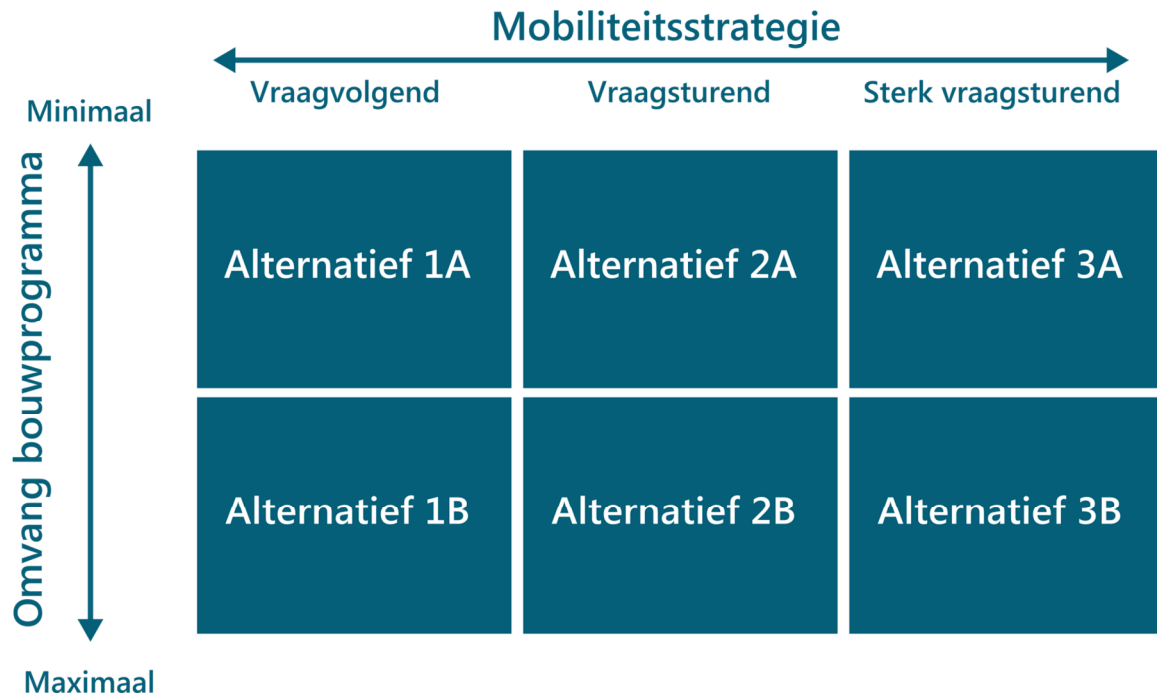 Mobiliteitsstrategie
Vraagvolgend Vraagsturend Sterk vraagsturend
Minimaal
Omvang bouwprogramma
Alternatief 1A Alternatief 2A Alternatief 3A
Alternatief 1B Alternatief 2B Alternatief 3B
Maximaal